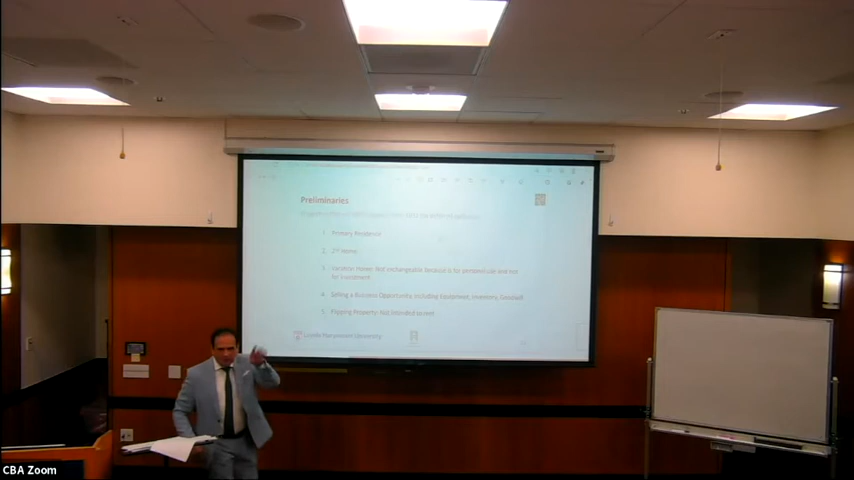 Preliminaries
1. Primary Residence
2. 2nd Home
3. Vacation Home: Not exchangeable because is for personal use and not
for investment
4. Selling a Business Opportunity, including Equipment, Inventory, Goodwill
5. Flipping Property: Not intended to rent
Loyola Marymount University
CBA Zoom